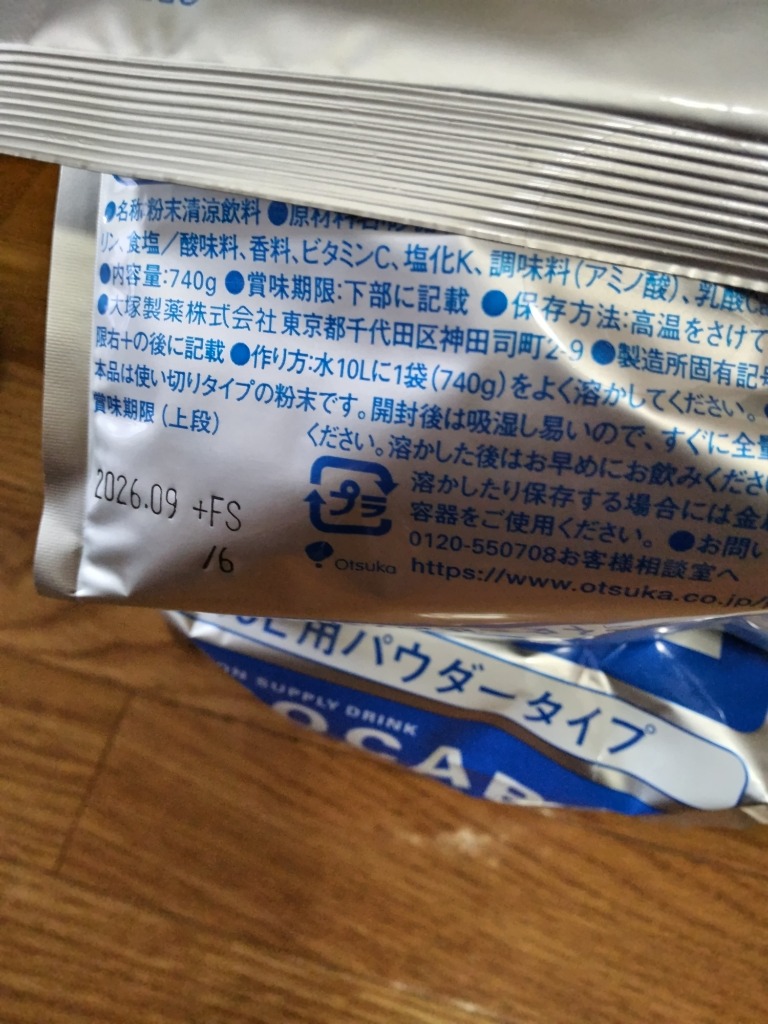 ●名称:粉末清涼飲料 ●原材料名:
リン、食塩／酸味料、香料、ビタミンC、塩化K、調味料(アミノ酸)、乳酸Ca
●内容量:740g ●賞味期限:下部に記載 ●保存方法:高温をさけて
●大塚製薬株式会社 東京都千代田区神田司町2-9 ●製造所固有記号
限右十の後に記載 ●作り方:水10Lに1袋(740g)をよく溶かしてください。
本品は使い切りタイプの粉末です。開封後は吸湿し易いので、すぐに全量
ください。溶かした後はお早めにお飲みくださ
賞味期限(上段)
溶かしたり保存する場合には金属
容器をご使用ください。 ●お問い
0120-550708お客様相談室へ
https://www.otsuka.co.jp/
2026.09 +FS
/6
プラ
Otsuka
用パウダータイプ
ON SUPPLY DRINK
OCAR